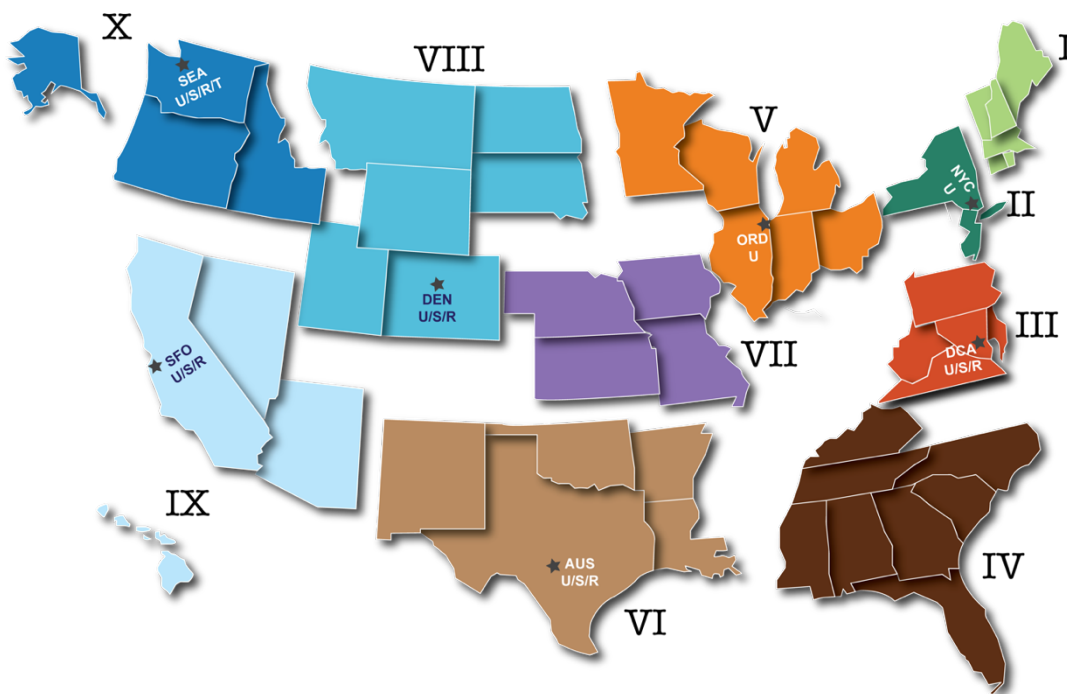 X
SEA
U/S/R/T
VIII
V
I
NYC
U
II
ORD
U
DEN
U/S/R
SFO
U/S/R
VII
III
DCA
U/S/R
IX
AUS
U/S/R
IV
VI